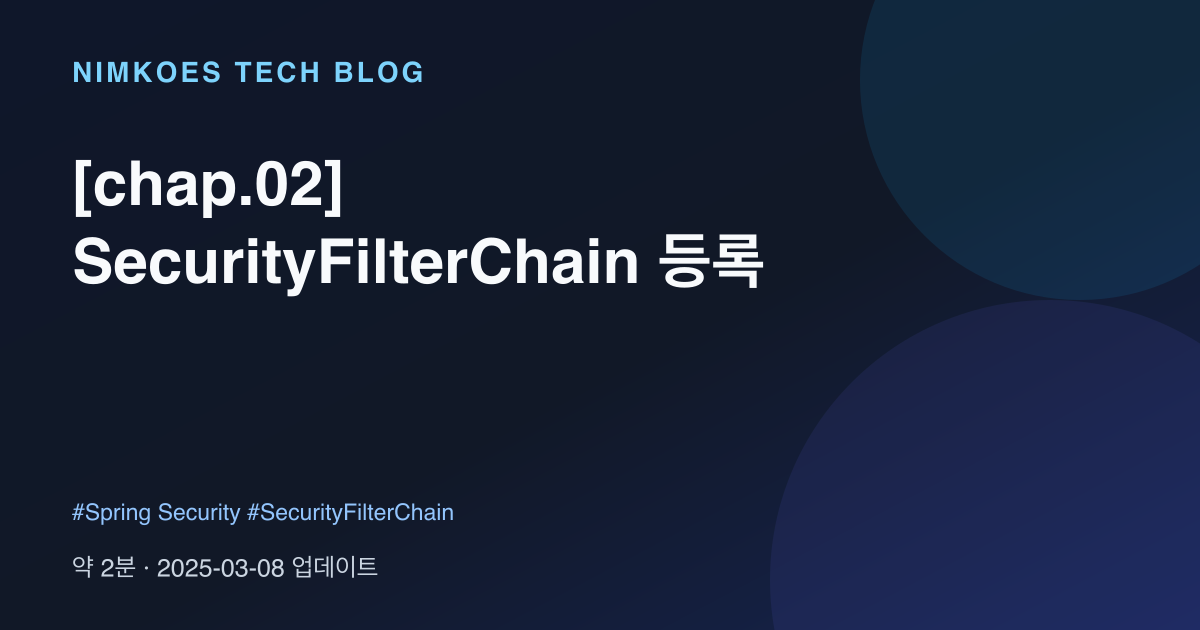 NIMKOES TECH BLOG
[chap.02]
SecurityFilterChain 등록
#Spring Security #SecurityFilterChain
약 2분 · 2025-03-08 업데이트